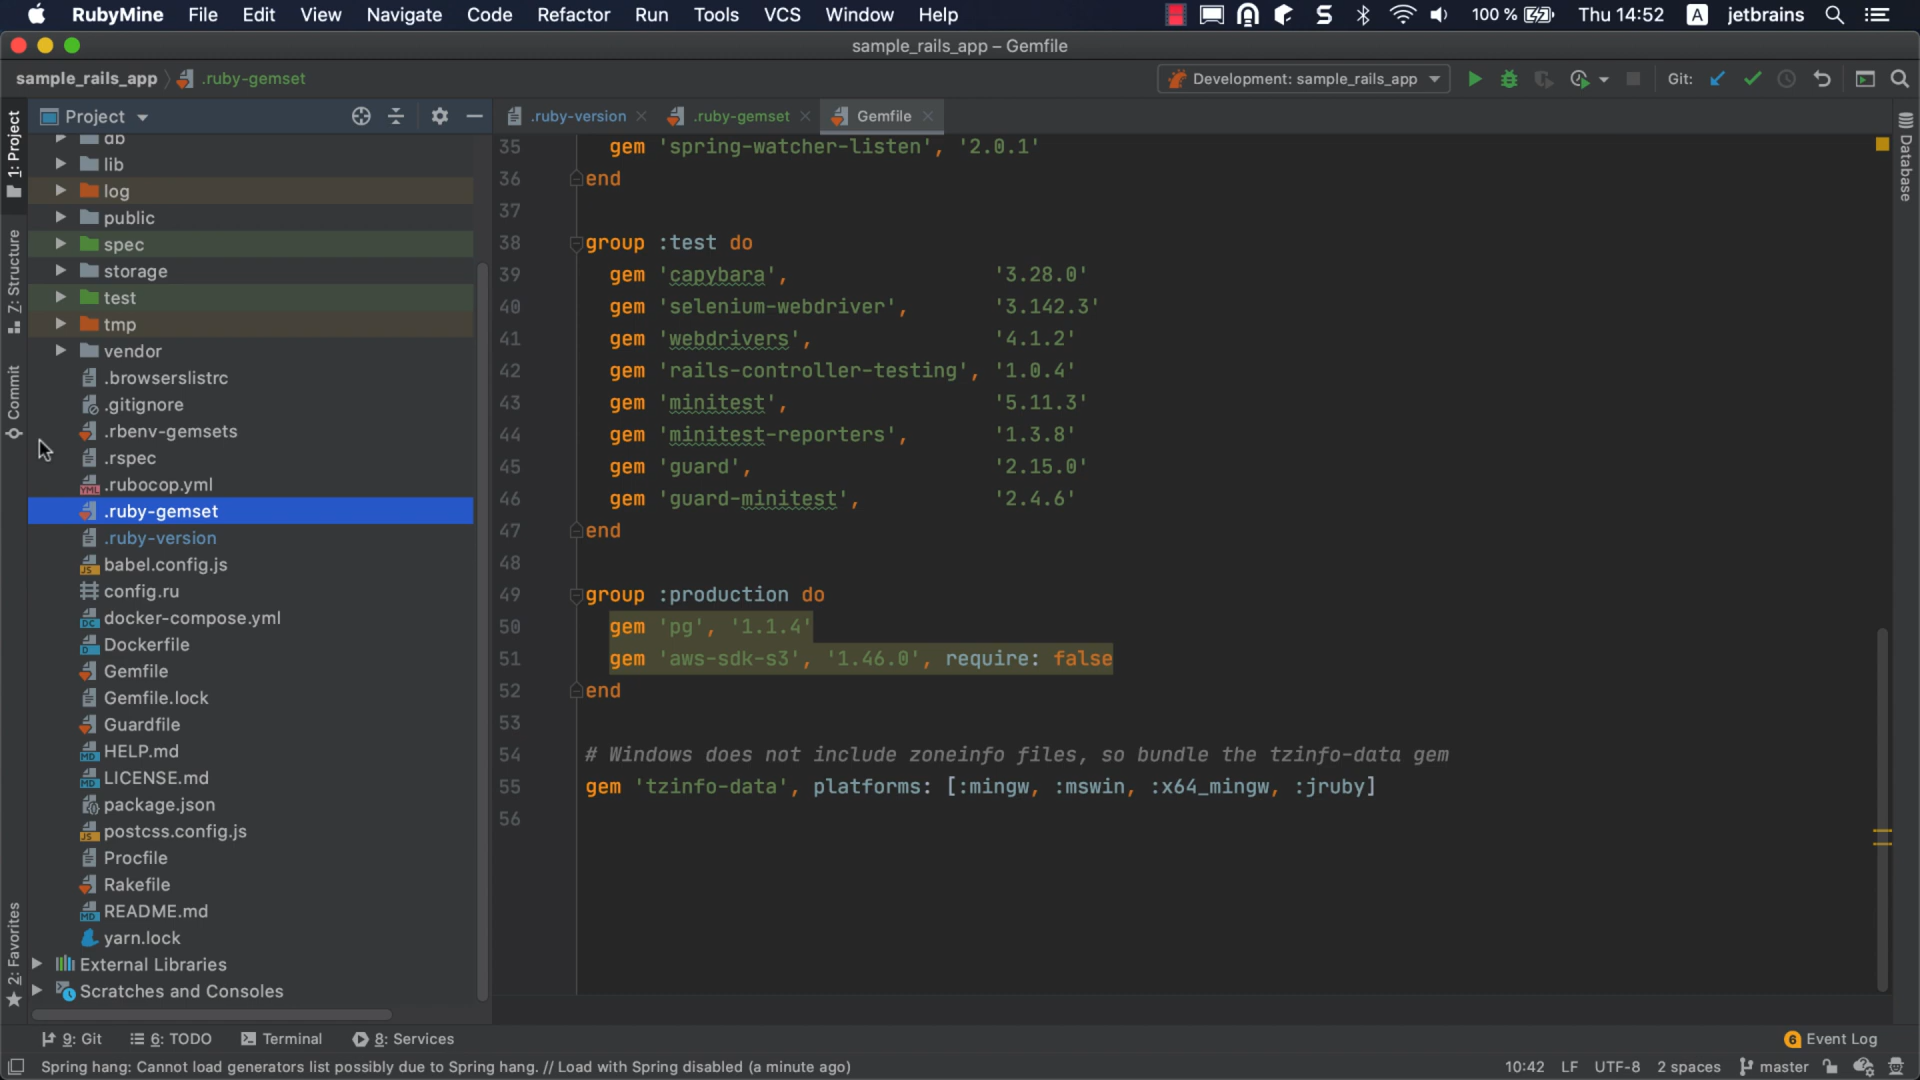 RubyMine File Edit View Navigate Code Refactor Run Tools VCS Window Help 100 % Thu 14:52 A jetbrains
sample_rails_app – Gemfile
sample_rails_app .ruby-gemset Development: sample_rails_app Git:
Project .ruby-version .ruby-gemset Gemfile
1: Project
Z: Structure
Commit
2: Favorites
Database
db
lib
log
public
spec
storage
test
tmp
vendor
.browserslistrc
.gitignore
.rbenv-gemsets
.rspec
.rubocop.yml
.ruby-gemset
.ruby-version
babel.config.js
config.ru
docker-compose.yml
Dockerfile
Gemfile
Gemfile.lock
Guardfile
HELP.md
LICENSE.md
package.json
postcss.config.js
Procfile
Rakefile
README.md
yarn.lock
External Libraries
Scratches and Consoles
35 gem 'spring-watcher-listen', '2.0.1'
36 end
37
38 group :test do
39 gem 'capybara', '3.28.0'
40 gem 'selenium-webdriver', '3.142.3'
41 gem 'webdrivers', '4.1.2'
42 gem 'rails-controller-testing', '1.0.4'
43 gem 'minitest', '5.11.3'
44 gem 'minitest-reporters', '1.3.8'
45 gem 'guard', '2.15.0'
46 gem 'guard-minitest', '2.4.6'
47 end
48
49 group :production do
50 gem 'pg', '1.1.4'
51 gem 'aws-sdk-s3', '1.46.0', require: false
52 end
53
54 # Windows does not include zoneinfo files, so bundle the tzinfo-data gem
55 gem 'tzinfo-data', platforms: [:mingw, :mswin, :x64_mingw, :jruby]
56
9: Git 6: TODO Terminal 8: Services 6 Event Log
Spring hang: Cannot load generators list possibly due to Spring hang. // Load with Spring disabled (a minute ago) 10:42 LF UTF-8 2 spaces master